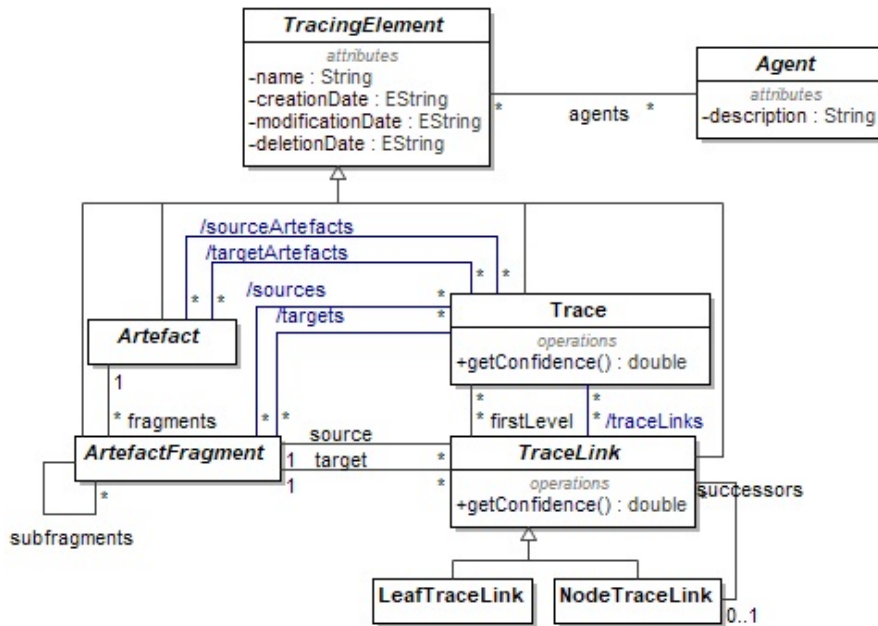 TracingElement
attributes
-name : String
-creationDate : EString
-modificationDate : EString
-deletionDate : EString
Agent
attributes
-description : String
* agents *
/sourceArtefacts
/targetArtefacts
* *
/sources
* * *
/targets
*
Artefact
Trace
operations
+getConfidence() : double
1
* fragments
* *
* *
* firstLevel
* /traceLinks
ArtefactFragment
source
1 target *
1 *
TraceLink
operations
+getConfidence() : double
*
subfragments
successors
*
LeafTraceLink
NodeTraceLink
0..1